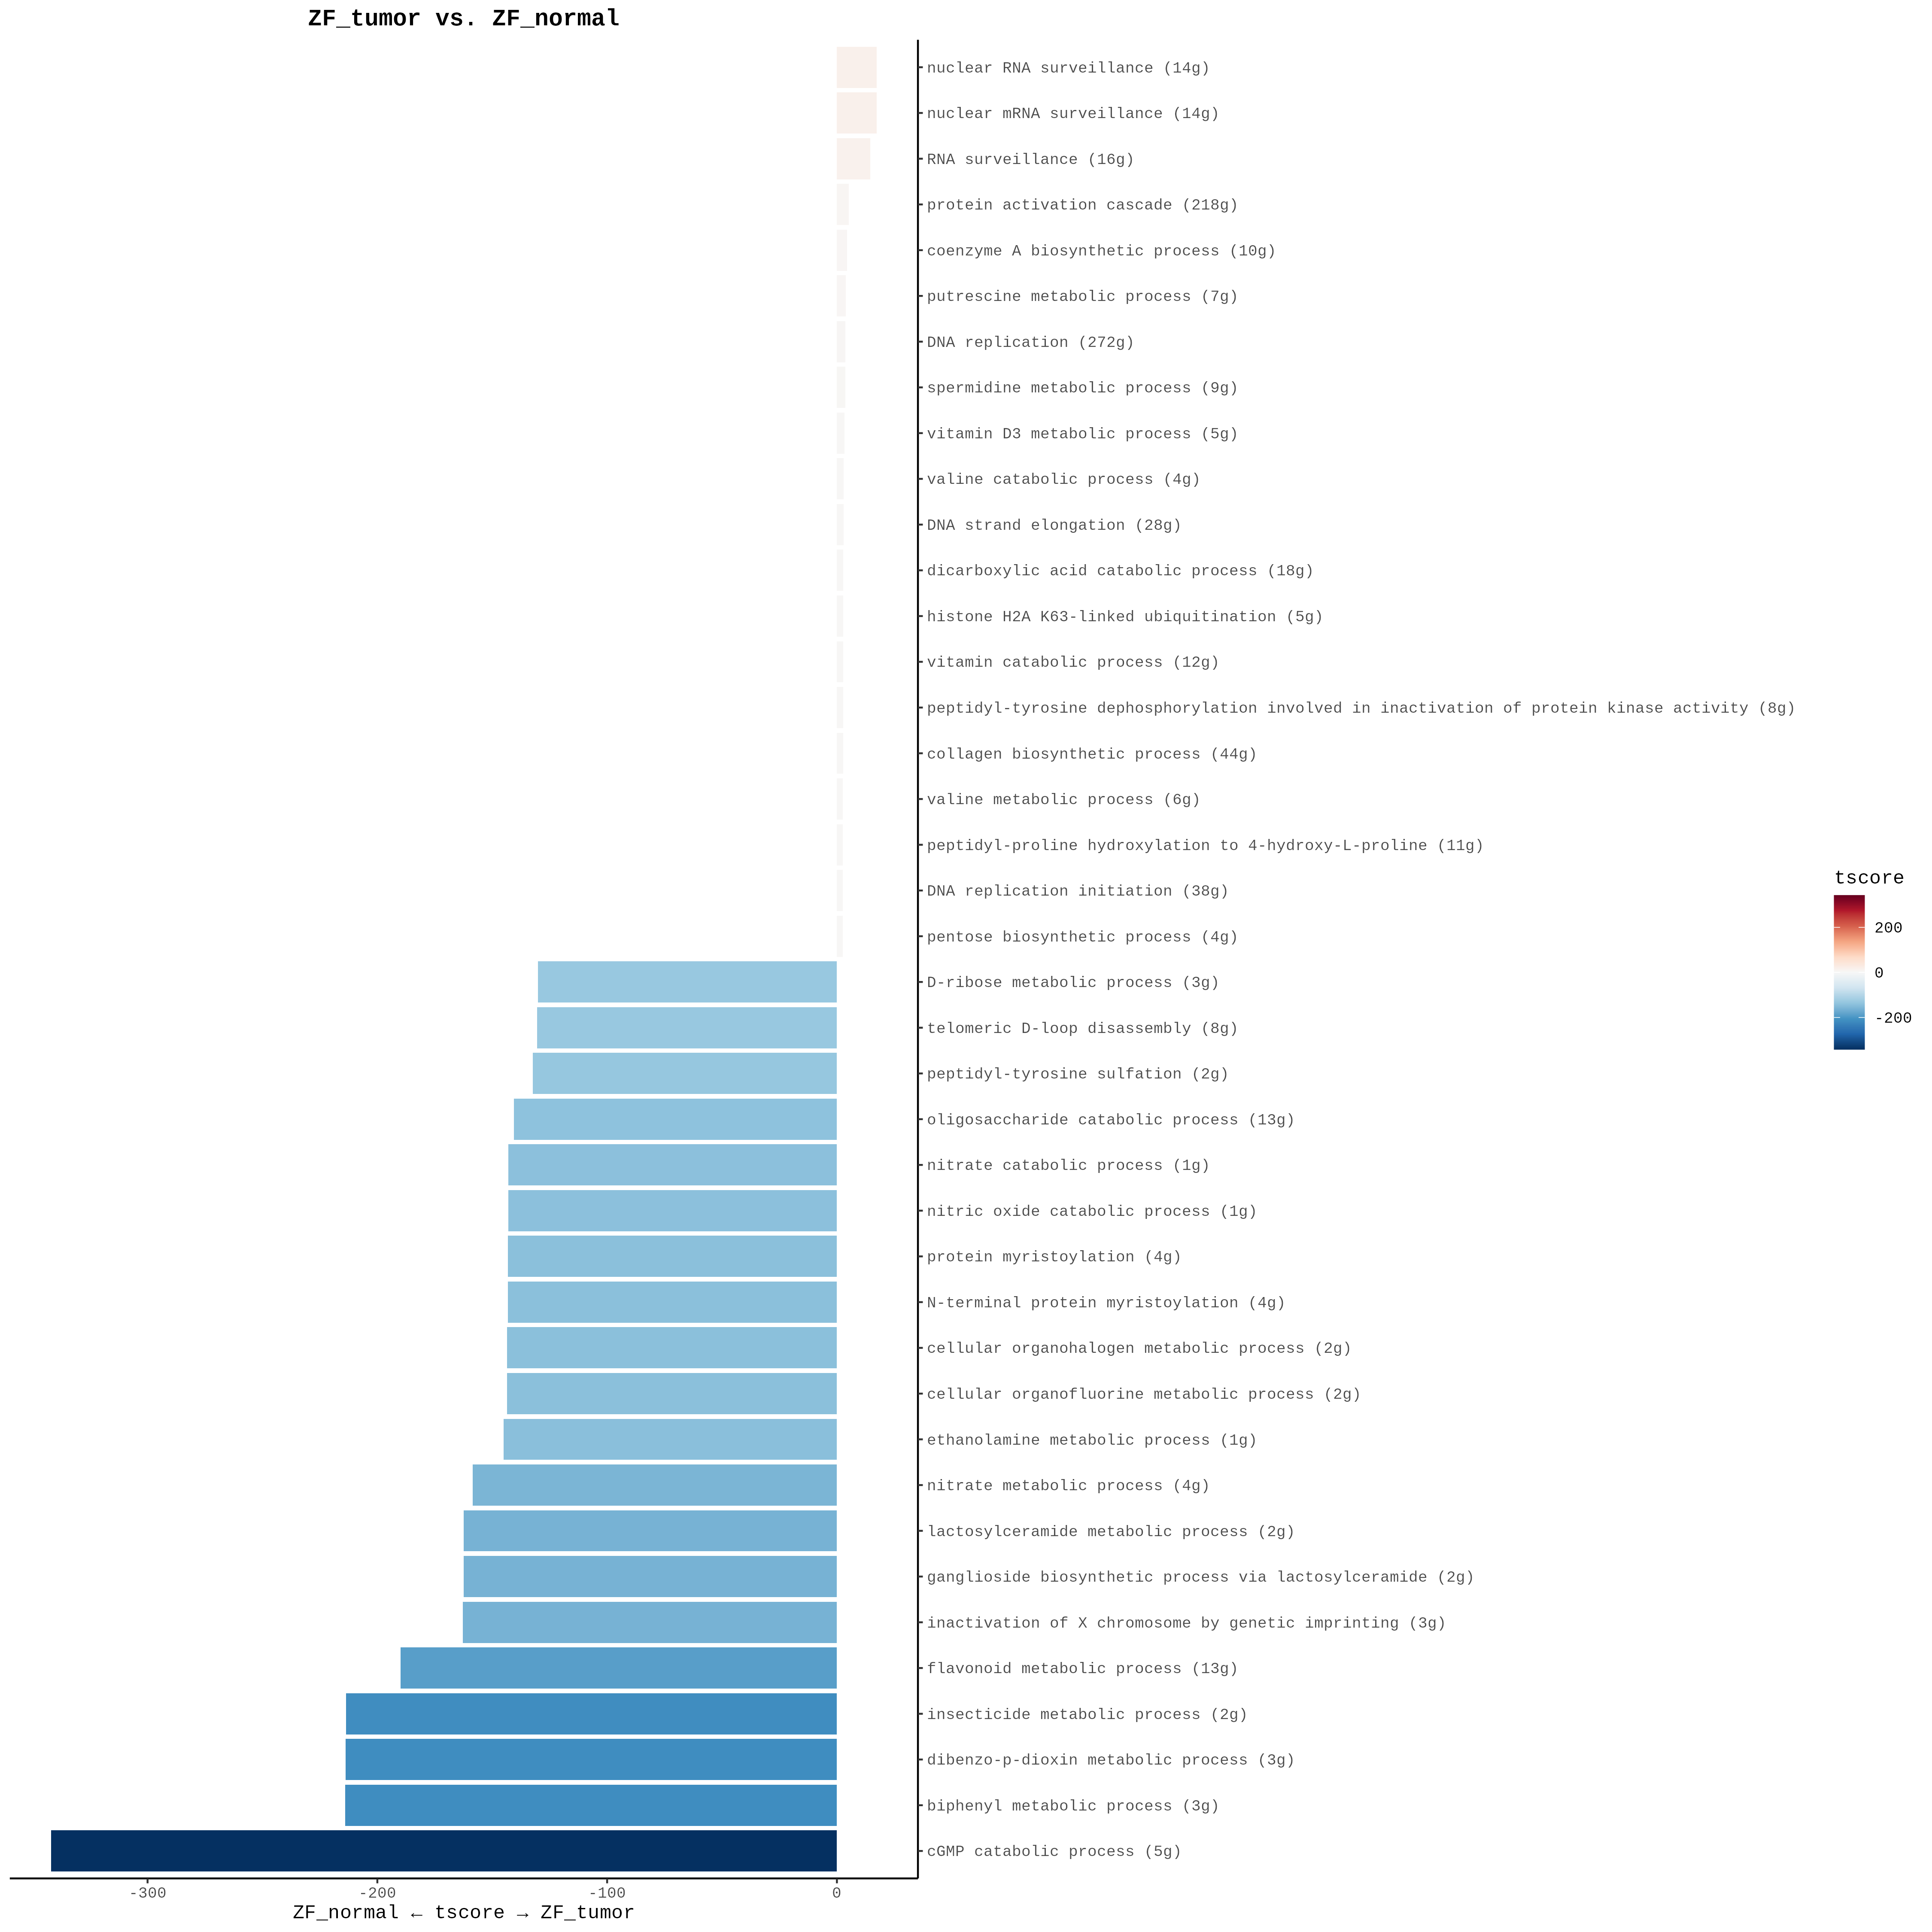 ZF_tumor vs. ZF_normal
nuclear RNA surveillance (14g)
nuclear mRNA surveillance (14g)
RNA surveillance (16g)
protein activation cascade (218g)
coenzyme A biosynthetic process (10g)
putrescine metabolic process (7g)
DNA replication (272g)
spermidine metabolic process (9g)
vitamin D3 metabolic process (5g)
valine catabolic process (4g)
DNA strand elongation (28g)
dicarboxylic acid catabolic process (18g)
histone H2A K63-linked ubiquitination (5g)
vitamin catabolic process (12g)
peptidyl-tyrosine dephosphorylation involved in inactivation of protein kinase activity (8g)
collagen biosynthetic process (44g)
valine metabolic process (6g)
peptidyl-proline hydroxylation to 4-hydroxy-L-proline (11g)
DNA replication initiation (38g)
pentose biosynthetic process (4g)
D-ribose metabolic process (3g)
telomeric D-loop disassembly (8g)
peptidyl-tyrosine sulfation (2g)
oligosaccharide catabolic process (13g)
nitrate catabolic process (1g)
nitric oxide catabolic process (1g)
protein myristoylation (4g)
N-terminal protein myristoylation (4g)
cellular organohalogen metabolic process (2g)
cellular organofluorine metabolic process (2g)
ethanolamine metabolic process (1g)
nitrate metabolic process (4g)
lactosylceramide metabolic process (2g)
ganglioside biosynthetic process via lactosylceramide (2g)
inactivation of X chromosome by genetic imprinting (3g)
flavonoid metabolic process (13g)
insecticide metabolic process (2g)
dibenzo-p-dioxin metabolic process (3g)
biphenyl metabolic process (3g)
cGMP catabolic process (5g)
-300 -200 -100 0
ZF_normal ← tscore → ZF_tumor
tscore
200
0
-200